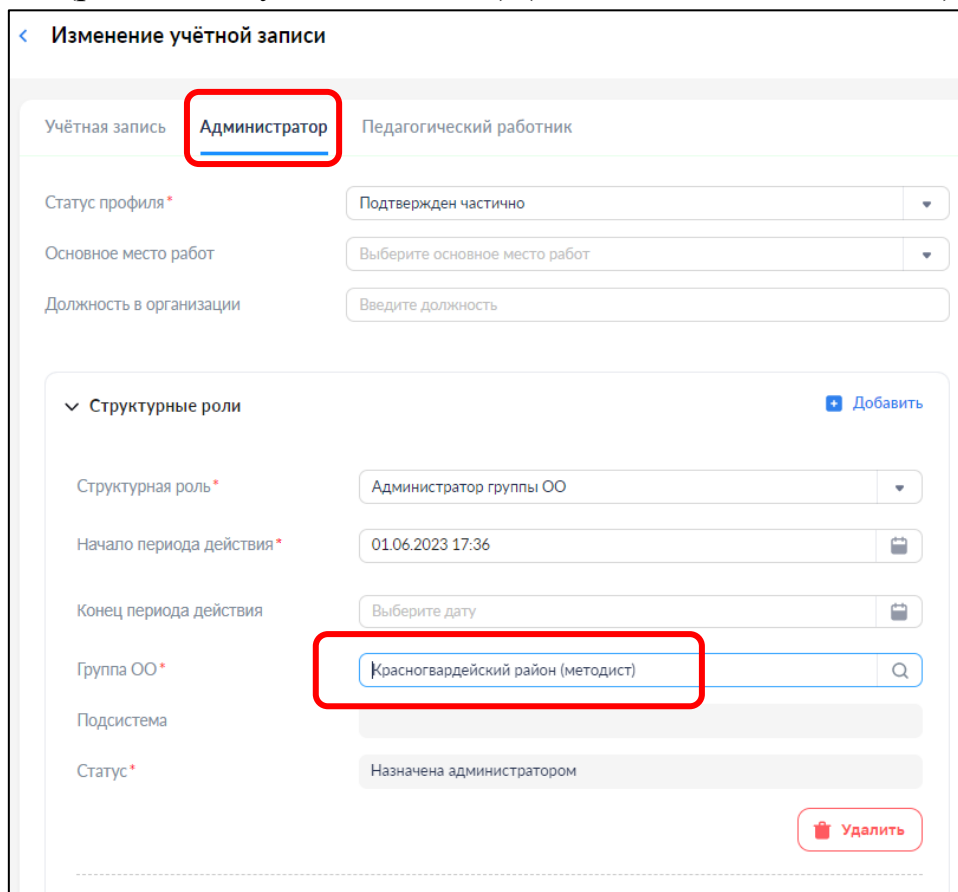 Изменение учётной записи
Учётная запись Администратор Педагогический работник
Статус профиля* Подтвержден частично
Основное место работ Выберите основное место работ
Должность в организации Введите должность
Структурные роли Добавить
Структурная роль* Администратор группы ОО
Начало периода действия* 01.06.2023 17:36
Конец периода действия Выберите дату
Группа ОО* Красногвардейский район (методист)
Подсистема
Статус* Назначена администратором
Удалить